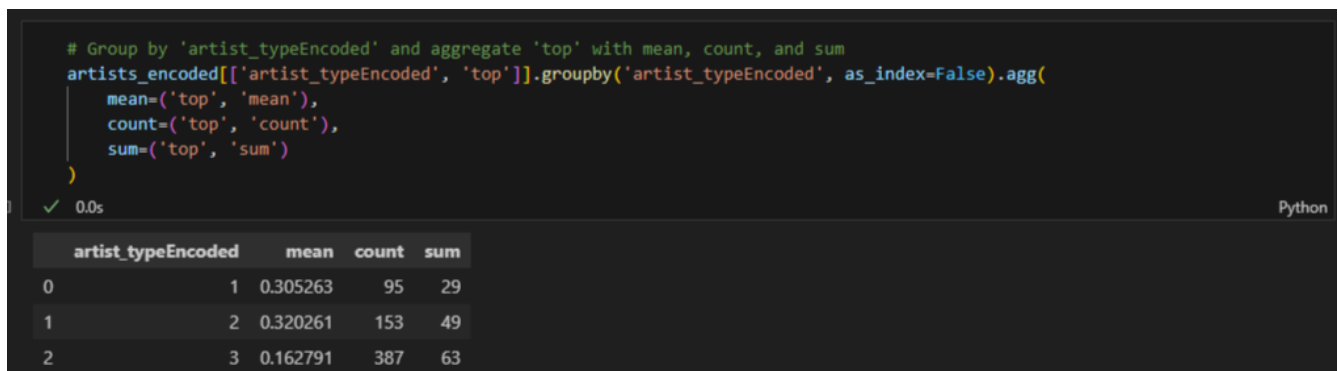 # Group by 'artist_typeEncoded' and aggregate 'top' with mean, count, and sum
artists_encoded[['artist_typeEncoded', 'top']].groupby('artist_typeEncoded', as_index=False).agg(
    mean=('top', 'mean'),
    count=('top', 'count'),
    sum=('top', 'sum')
)
✓ 0.0s Python
artist_typeEncoded mean count sum
0 1 0.305263 95 29
1 2 0.320261 153 49
2 3 0.162791 387 63